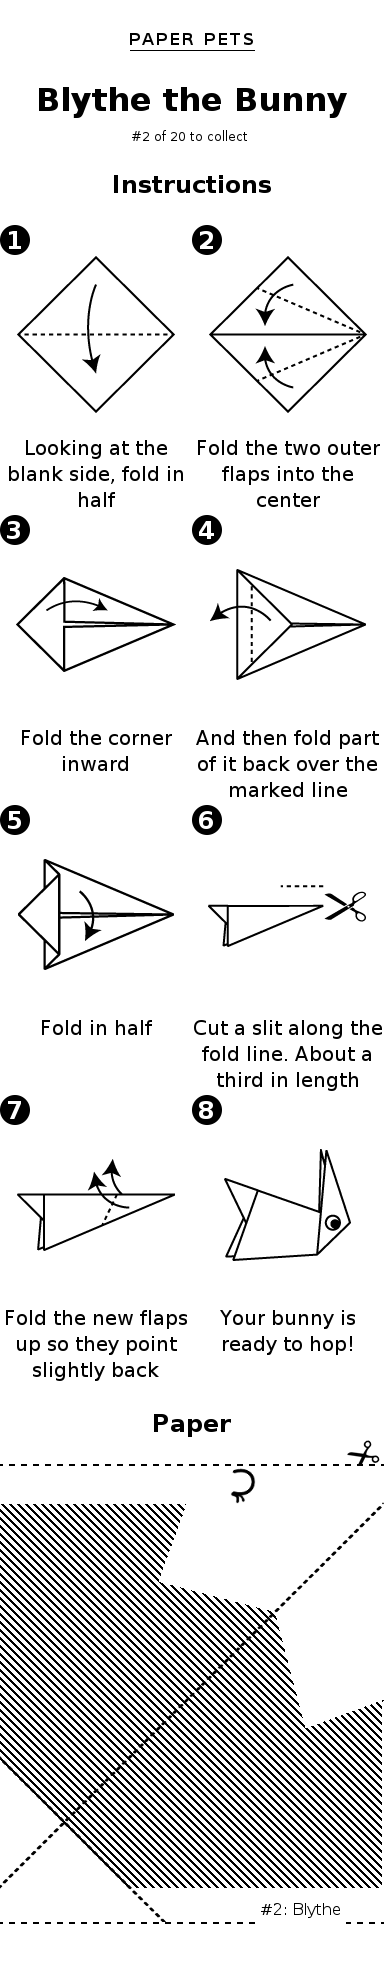 PAPER PETS
Blythe the Bunny
#2 of 20 to collect
Instructions
1
2
Looking at the
blank side, fold in
half
Fold the two outer
flaps into the
center
3
4
Fold the corner
inward
And then fold part
of it back over the
marked line
5
6
Fold in half
Cut a slit along the
fold line. About a
third in length
7
8
Fold the new flaps
up so they point
slightly back
Your bunny is
ready to hop!
Paper
#2: Blythe